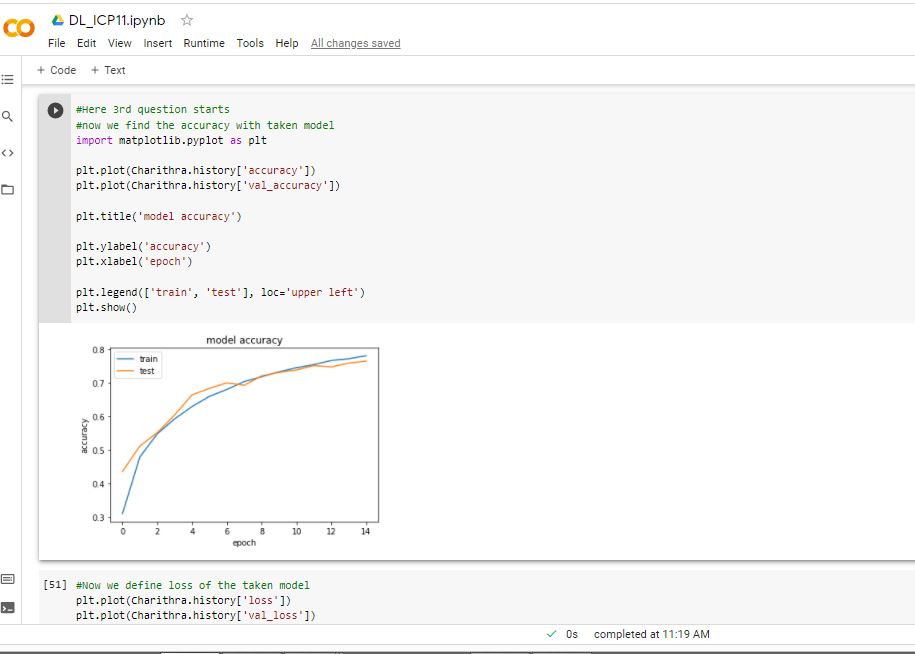 DL_ICP11.ipynb
File Edit View Insert Runtime Tools Help All changes saved
+ Code + Text
#Here 3rd question starts
#now we find the accuracy with taken model
import matplotlib.pyplot as plt
plt.plot(Charithra.history['accuracy'])
plt.plot(Charithra.history['val_accuracy'])
plt.title('model accuracy')
plt.ylabel('accuracy')
plt.xlabel('epoch')
plt.legend(['train', 'test'], loc='upper left')
plt.show()
model accuracy
train
test
0.8
0.7
0.6
0.5
0.4
0.3
accuracy
0 2 4 6 8 10 12 14
epoch
[51] #Now we define loss of the taken model
plt.plot(Charithra.history['loss'])
plt.plot(Charithra.history['val_loss'])
0s completed at 11:19 AM